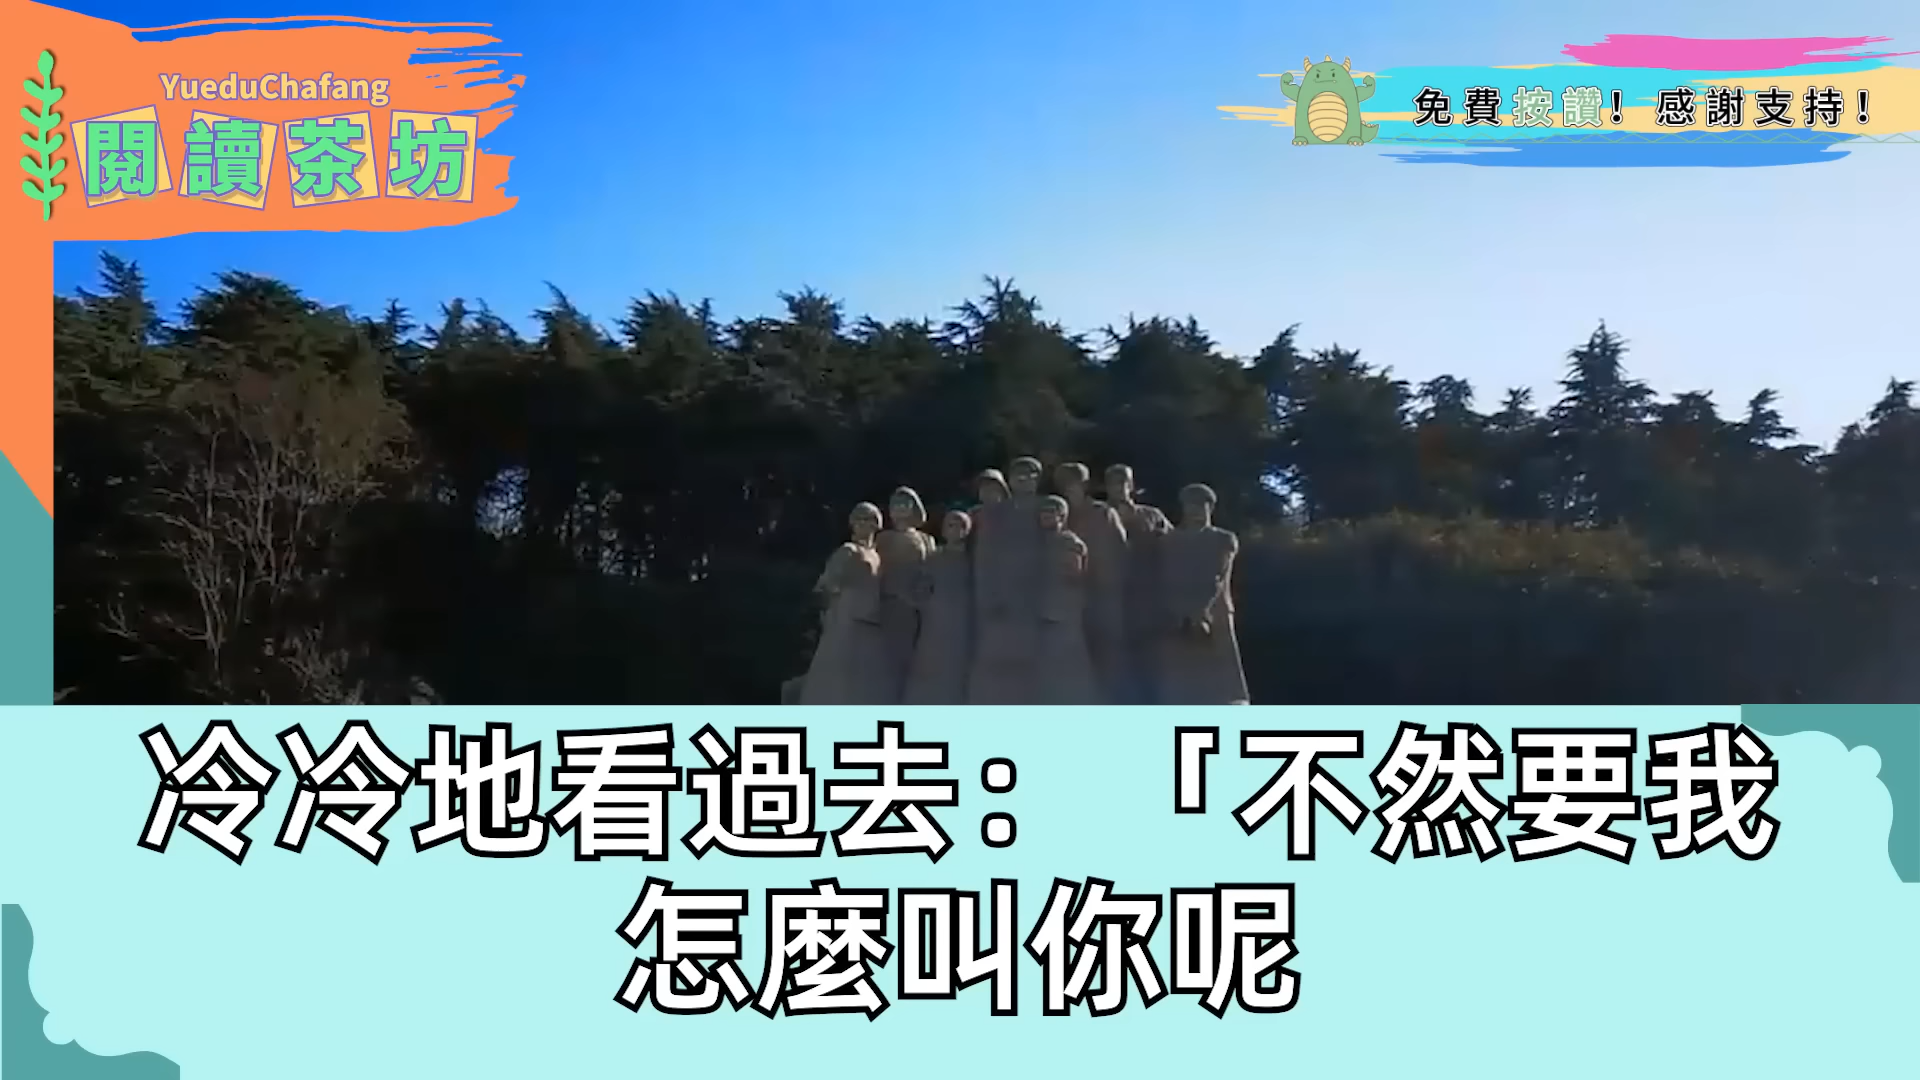 YueduChafang
閱讀茶坊
免費按讚！感謝支持！
冷冷地看過去：「不然要我
怎麼叫你呢